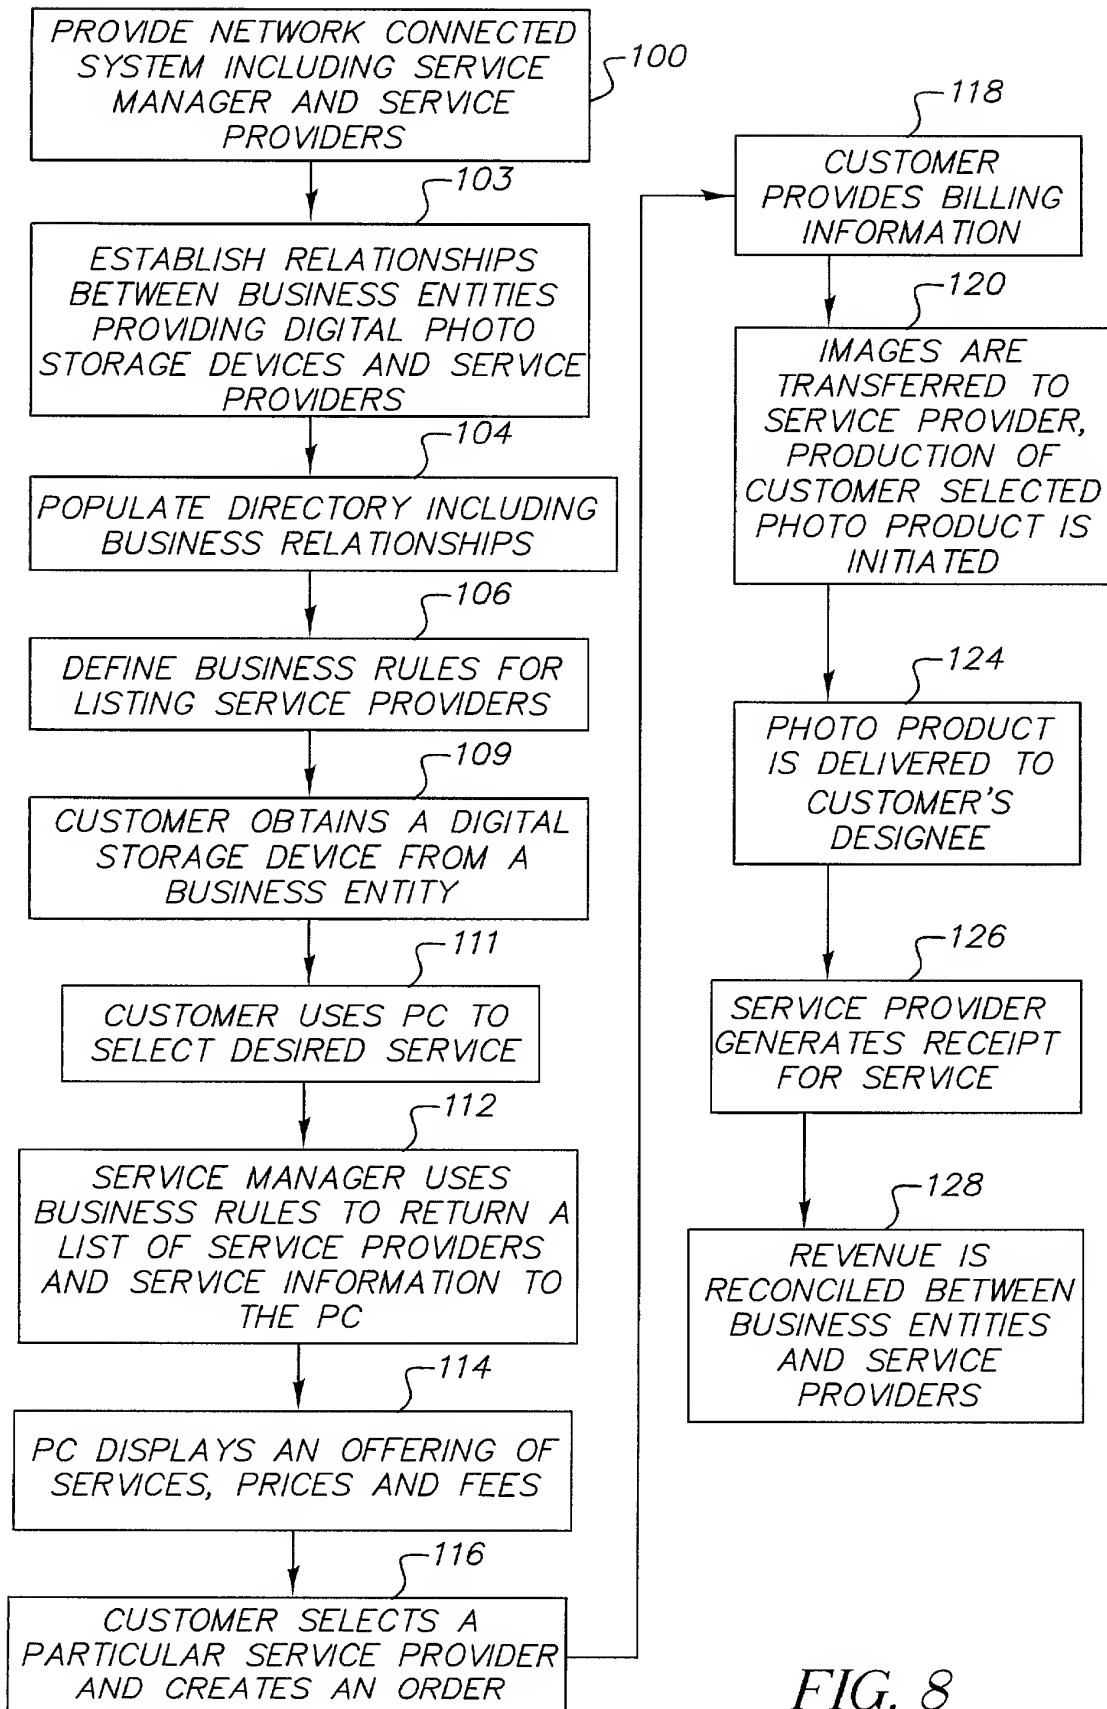 PROVIDE NETWORK CONNECTED
SYSTEM INCLUDING SERVICE
MANAGER AND SERVICE
PROVIDERS
100
103
ESTABLISH RELATIONSHIPS
BETWEEN BUSINESS ENTITIES
PROVIDING DIGITAL PHOTO
STORAGE DEVICES AND SERVICE
PROVIDERS
104
POPULATE DIRECTORY INCLUDING
BUSINESS RELATIONSHIPS
106
DEFINE BUSINESS RULES FOR
LISTING SERVICE PROVIDERS
109
CUSTOMER OBTAINS A DIGITAL
STORAGE DEVICE FROM A
BUSINESS ENTITY
111
CUSTOMER USES PC TO
SELECT DESIRED SERVICE
112
SERVICE MANAGER USES
BUSINESS RULES TO RETURN A
LIST OF SERVICE PROVIDERS
AND SERVICE INFORMATION TO
THE PC
114
PC DISPLAYS AN OFFERING OF
SERVICES, PRICES AND FEES
116
CUSTOMER SELECTS A
PARTICULAR SERVICE PROVIDER
AND CREATES AN ORDER
118
CUSTOMER
PROVIDES BILLING
INFORMATION
120
IMAGES ARE
TRANSFERRED TO
SERVICE PROVIDER,
PRODUCTION OF
CUSTOMER SELECTED
PHOTO PRODUCT IS
INITIATED
124
PHOTO PRODUCT
IS DELIVERED TO
CUSTOMER'S
DESIGNEE
126
SERVICE PROVIDER
GENERATES RECEIPT
FOR SERVICE
128
REVENUE IS
RECONCILED BETWEEN
BUSINESS ENTITIES
AND SERVICE
PROVIDERS
FIG. 8